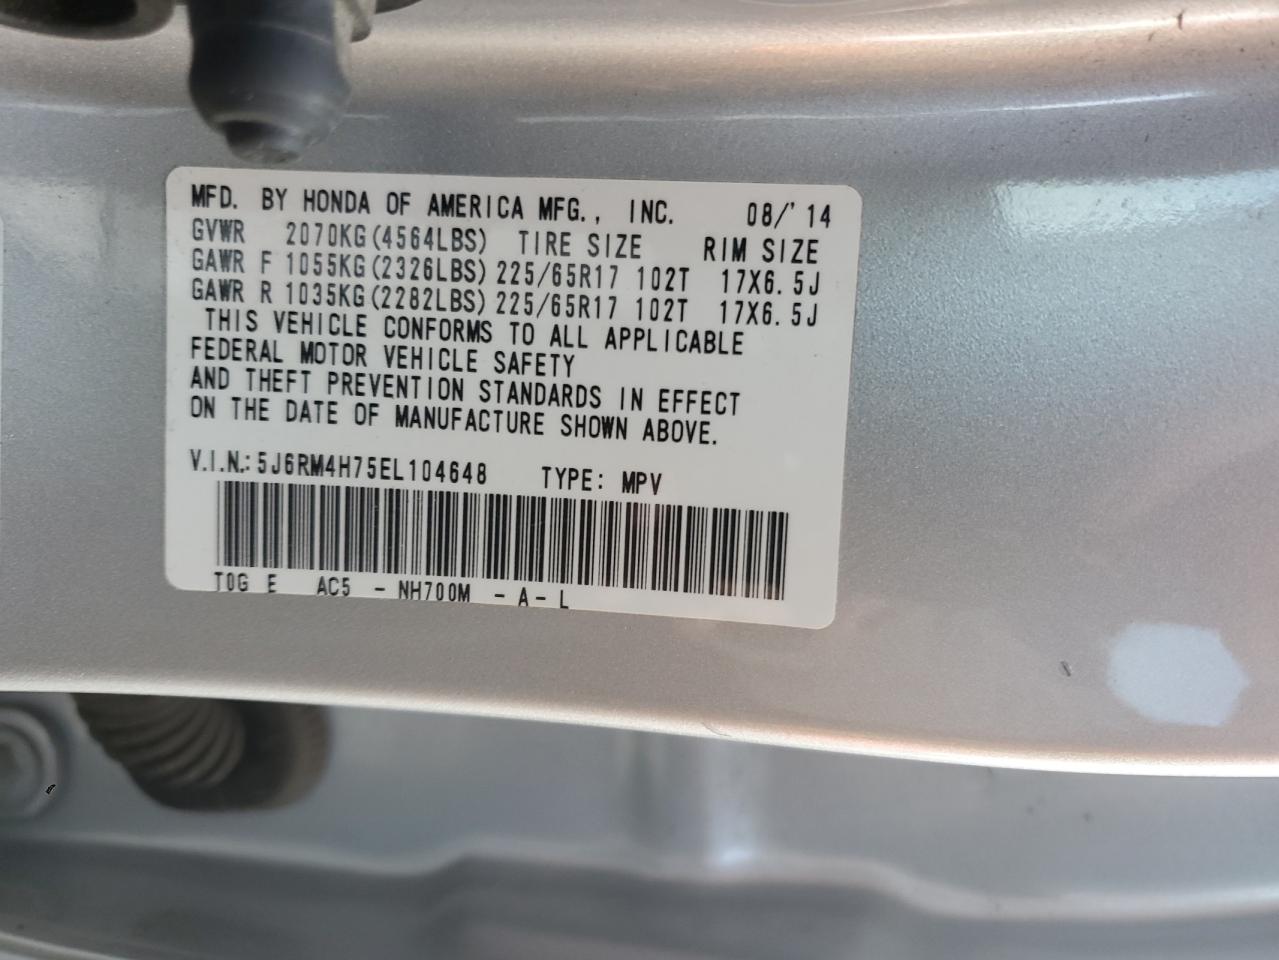 MFD. BY HONDA OF AMERICA MFG., INC. 08/'14
GVWR 2070KG(4564LBS) TIRE SIZE RIM SIZE
GAWR F 1055KG(2326LBS) 225/65R17 102T 17X6.5J
GAWR R 1035KG(2282LBS) 225/65R17 102T 17X6.5J
THIS VEHICLE CONFORMS TO ALL APPLICABLE
FEDERAL MOTOR VEHICLE SAFETY
AND THEFT PREVENTION STANDARDS IN EFFECT
ON THE DATE OF MANUFACTURE SHOWN ABOVE.
V.I.N.: 5J6RM4H75EL104648 TYPE: MPV
T0G E AC5 - NH700M - A - L